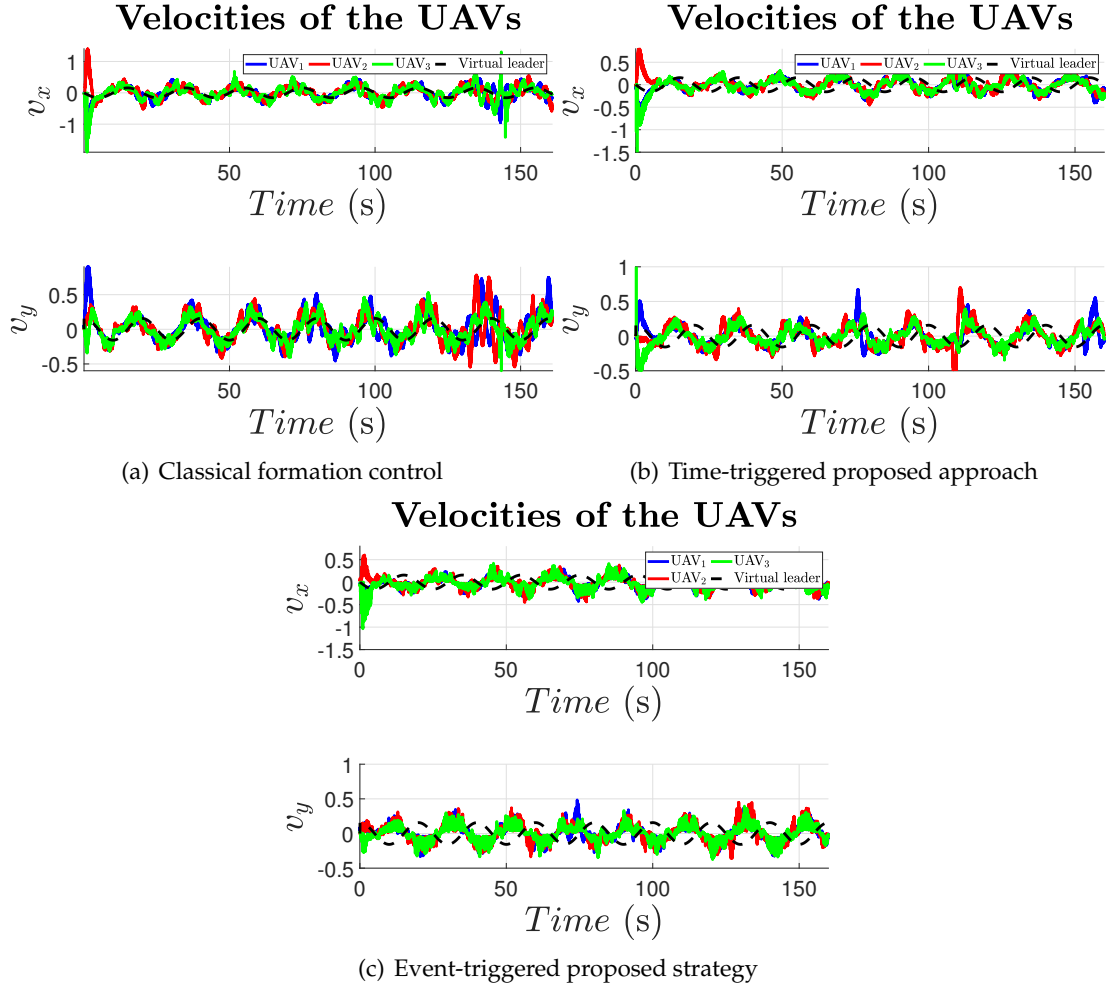 Velocities of the UAVs
UAV1 UAV2 UAV3 Virtual leader
1
0
-1
vx
50 100 150
Time (s)
0.5
0
-0.5
vy
50 100 150
Time (s)
(a) Classical formation control
Velocities of the UAVs
UAV1 UAV2 UAV3 Virtual leader
0.5
0
-0.5
-1
-1.5
vx
0 50 100 150
Time (s)
1
0.5
0
-0.5
vy
0 50 100 150
Time (s)
(b) Time-triggered proposed approach
Velocities of the UAVs
UAV1 UAV3
UAV2 Virtual leader
0.5
0
-0.5
-1
-1.5
vx
0 50 100 150
Time (s)
1
0.5
0
-0.5
vy
0 50 100 150
Time (s)
(c) Event-triggered proposed strategy